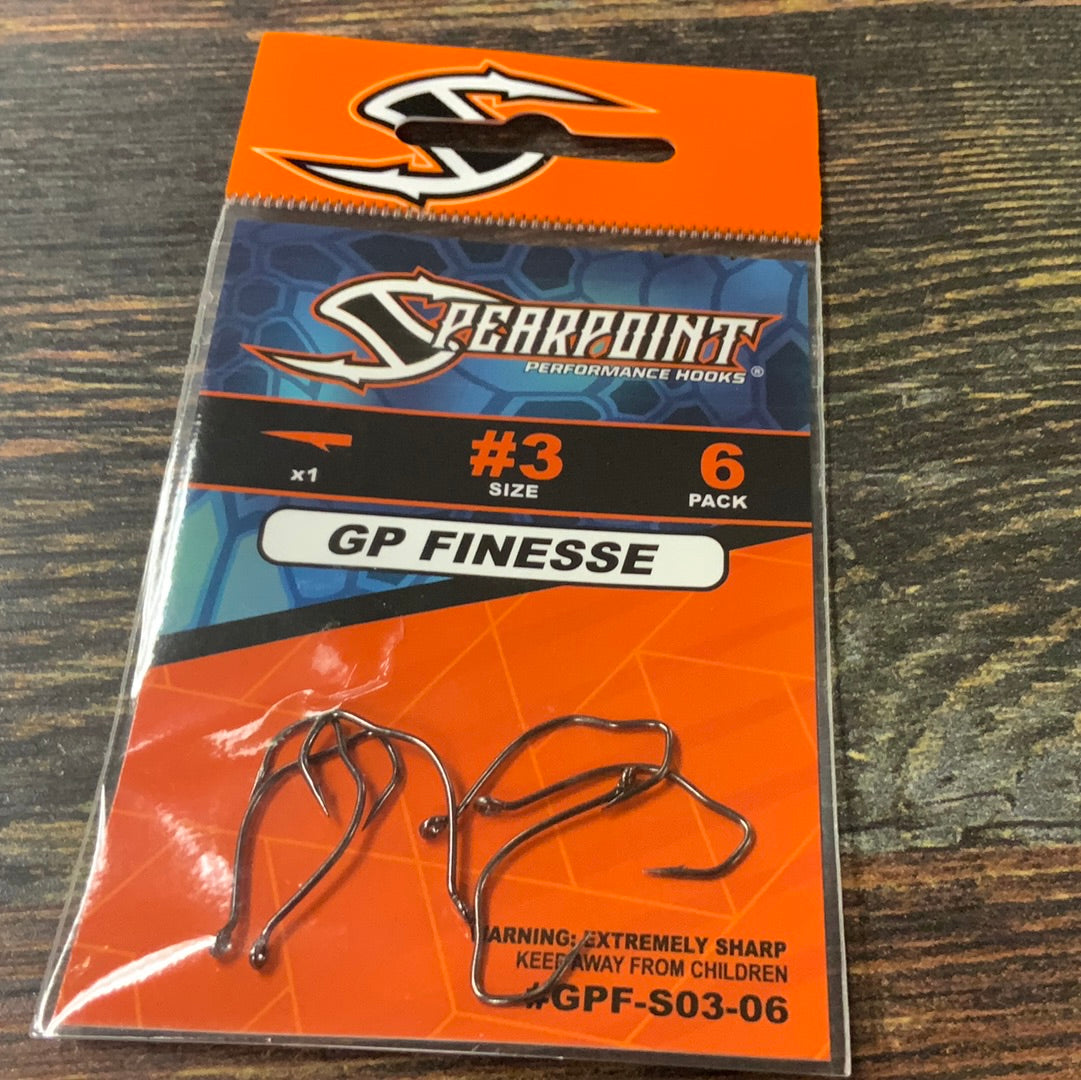 SPEARPOINT
PERFORMANCE HOOKS ®
x1
#3
SIZE
6
PACK
GP FINESSE
WARNING: EXTREMELY SHARP
KEEP AWAY FROM CHILDREN
#GPF-S03-06